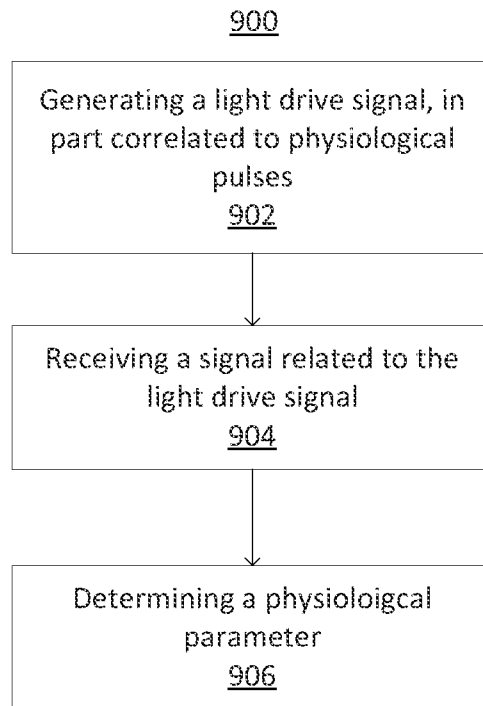 900
Generating a light drive signal, in
part correlated to physiological
pulses
902
Receiving a signal related to the
light drive signal
904
Determining a physioloigcal
parameter
906